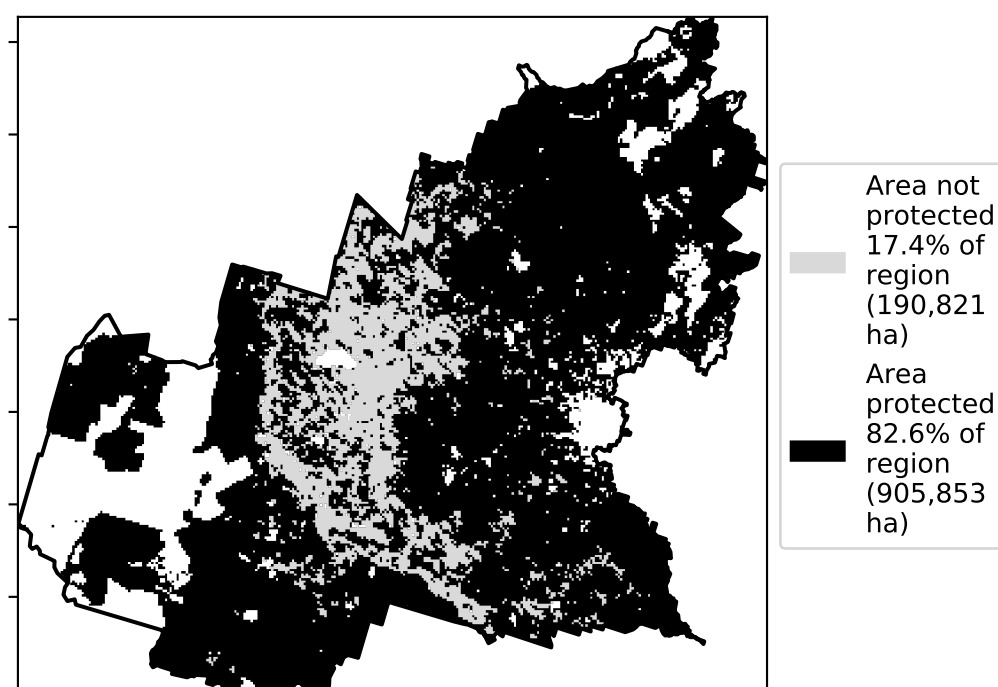 Area not
protected
17.4% of
region
(190,821
ha)
Area
protected
82.6% of
region
(905,853
ha)